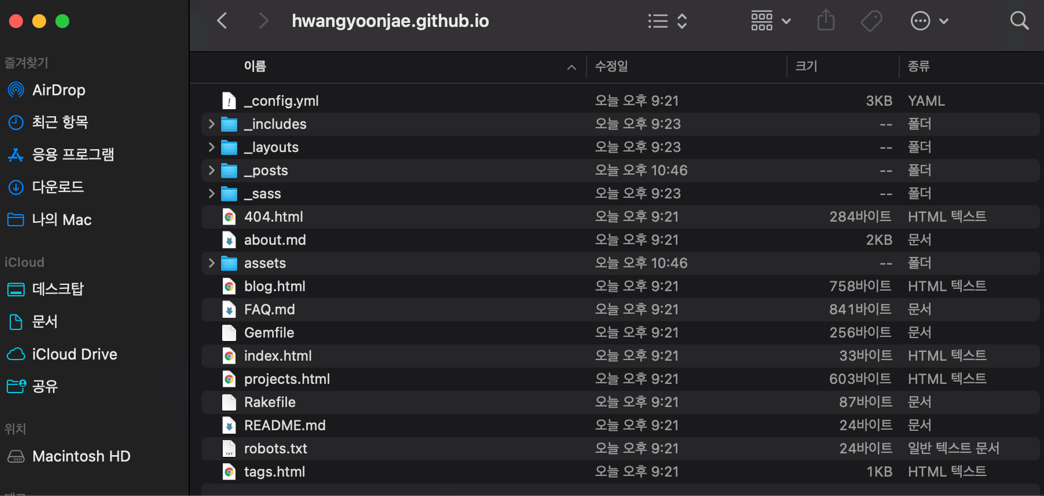 hwangyoonjae.github.io
즐겨찾기
AirDrop
최근 항목
응용 프로그램
다운로드
나의 Mac
iCloud
데스크탑
문서
iCloud Drive
공유
위치
Macintosh HD
이름 수정일 크기 종류
_config.yml 오늘 오후 9:21 3KB YAML
_includes 오늘 오후 9:23 -- 폴더
_layouts 오늘 오후 9:23 -- 폴더
_posts 오늘 오후 10:46 -- 폴더
_sass 오늘 오후 9:23 -- 폴더
404.html 오늘 오후 9:21 284바이트 HTML 텍스트
about.md 오늘 오후 9:21 2KB 문서
assets 오늘 오후 10:46 -- 폴더
blog.html 오늘 오후 9:21 758바이트 HTML 텍스트
FAQ.md 오늘 오후 9:21 841바이트 문서
Gemfile 오늘 오후 9:21 256바이트 문서
index.html 오늘 오후 9:21 33바이트 HTML 텍스트
projects.html 오늘 오후 9:21 603바이트 HTML 텍스트
Rakefile 오늘 오후 9:21 87바이트 문서
README.md 오늘 오후 9:21 24바이트 문서
robots.txt 오늘 오후 9:21 24바이트 일반 텍스트 문서
tags.html 오늘 오후 9:21 1KB HTML 텍스트